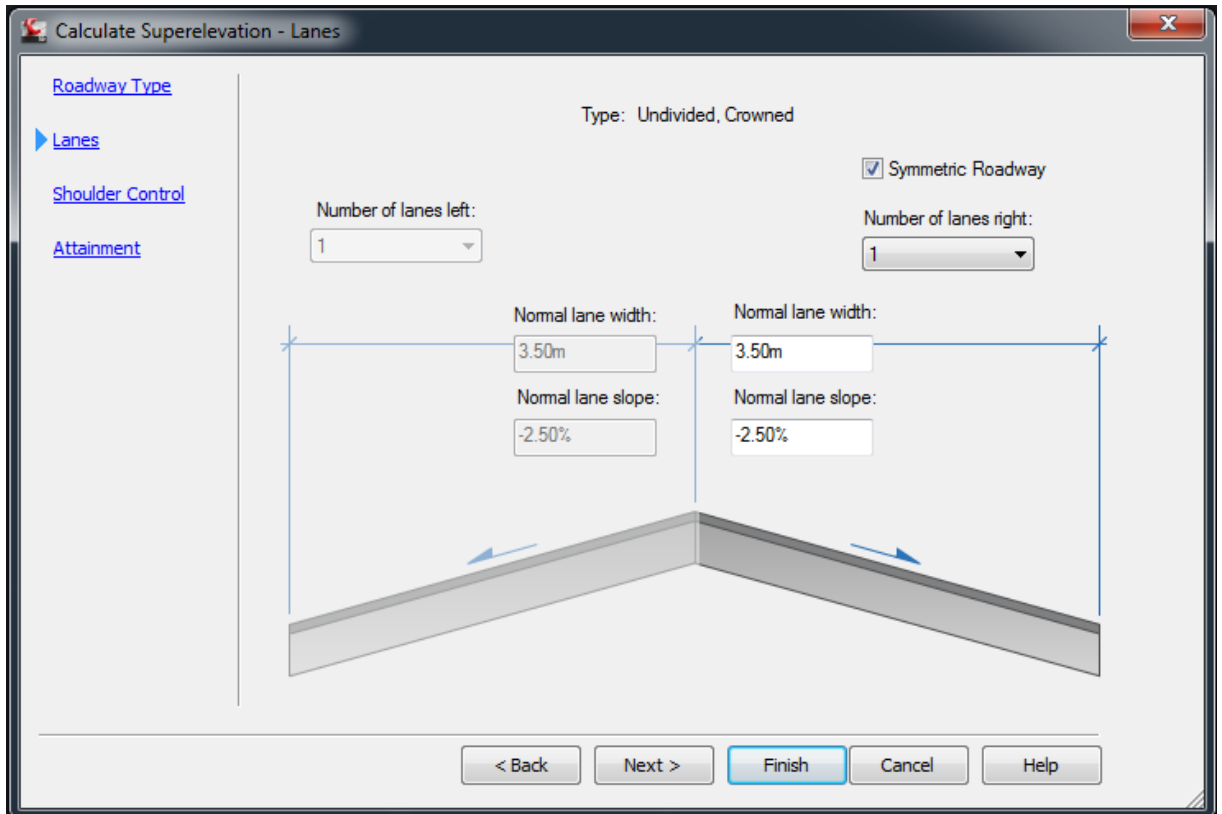 Calculate Superelevation - Lanes
Roadway Type
Lanes
Shoulder Control
Attainment
Type: Undivided, Crowned
Symmetric Roadway
Number of lanes left:
1
Number of lanes right:
1
Normal lane width:
3.50m
Normal lane slope:
-2.50%
Normal lane width:
3.50m
Normal lane slope:
-2.50%
< Back
Next >
Finish
Cancel
Help